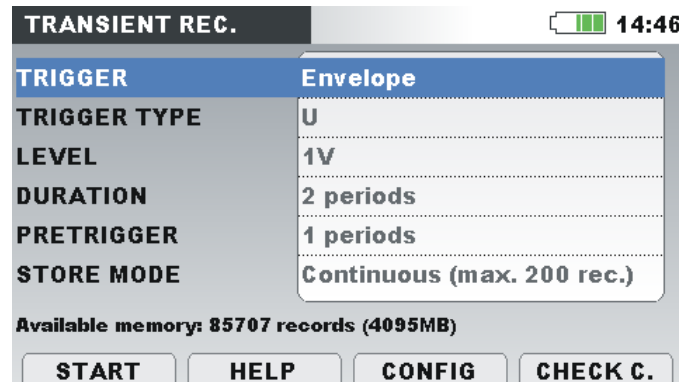 TRANSIENT REC. 14:46
TRIGGER Envelope
TRIGGER TYPE U
LEVEL 1V
DURATION 2 periods
PRETRIGGER 1 periods
STORE MODE Continuous (max. 200 rec.)
Available memory: 85707 records (4095MB)
START HELP CONFIG CHECK C.